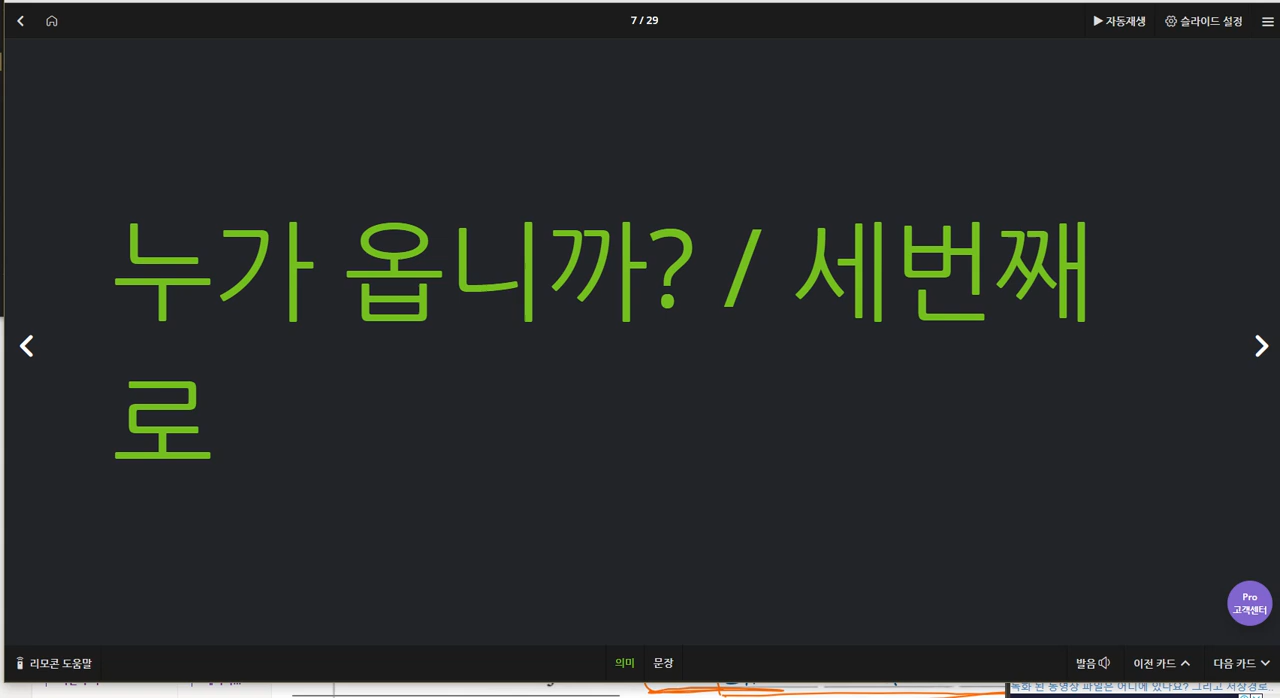 7 / 29
자동재생
슬라이드 설정
누가 옵니까? / 세번째
로
Pro
고객센터
리모콘 도움말
의미
문장
발음
이전 카드
다음 카드